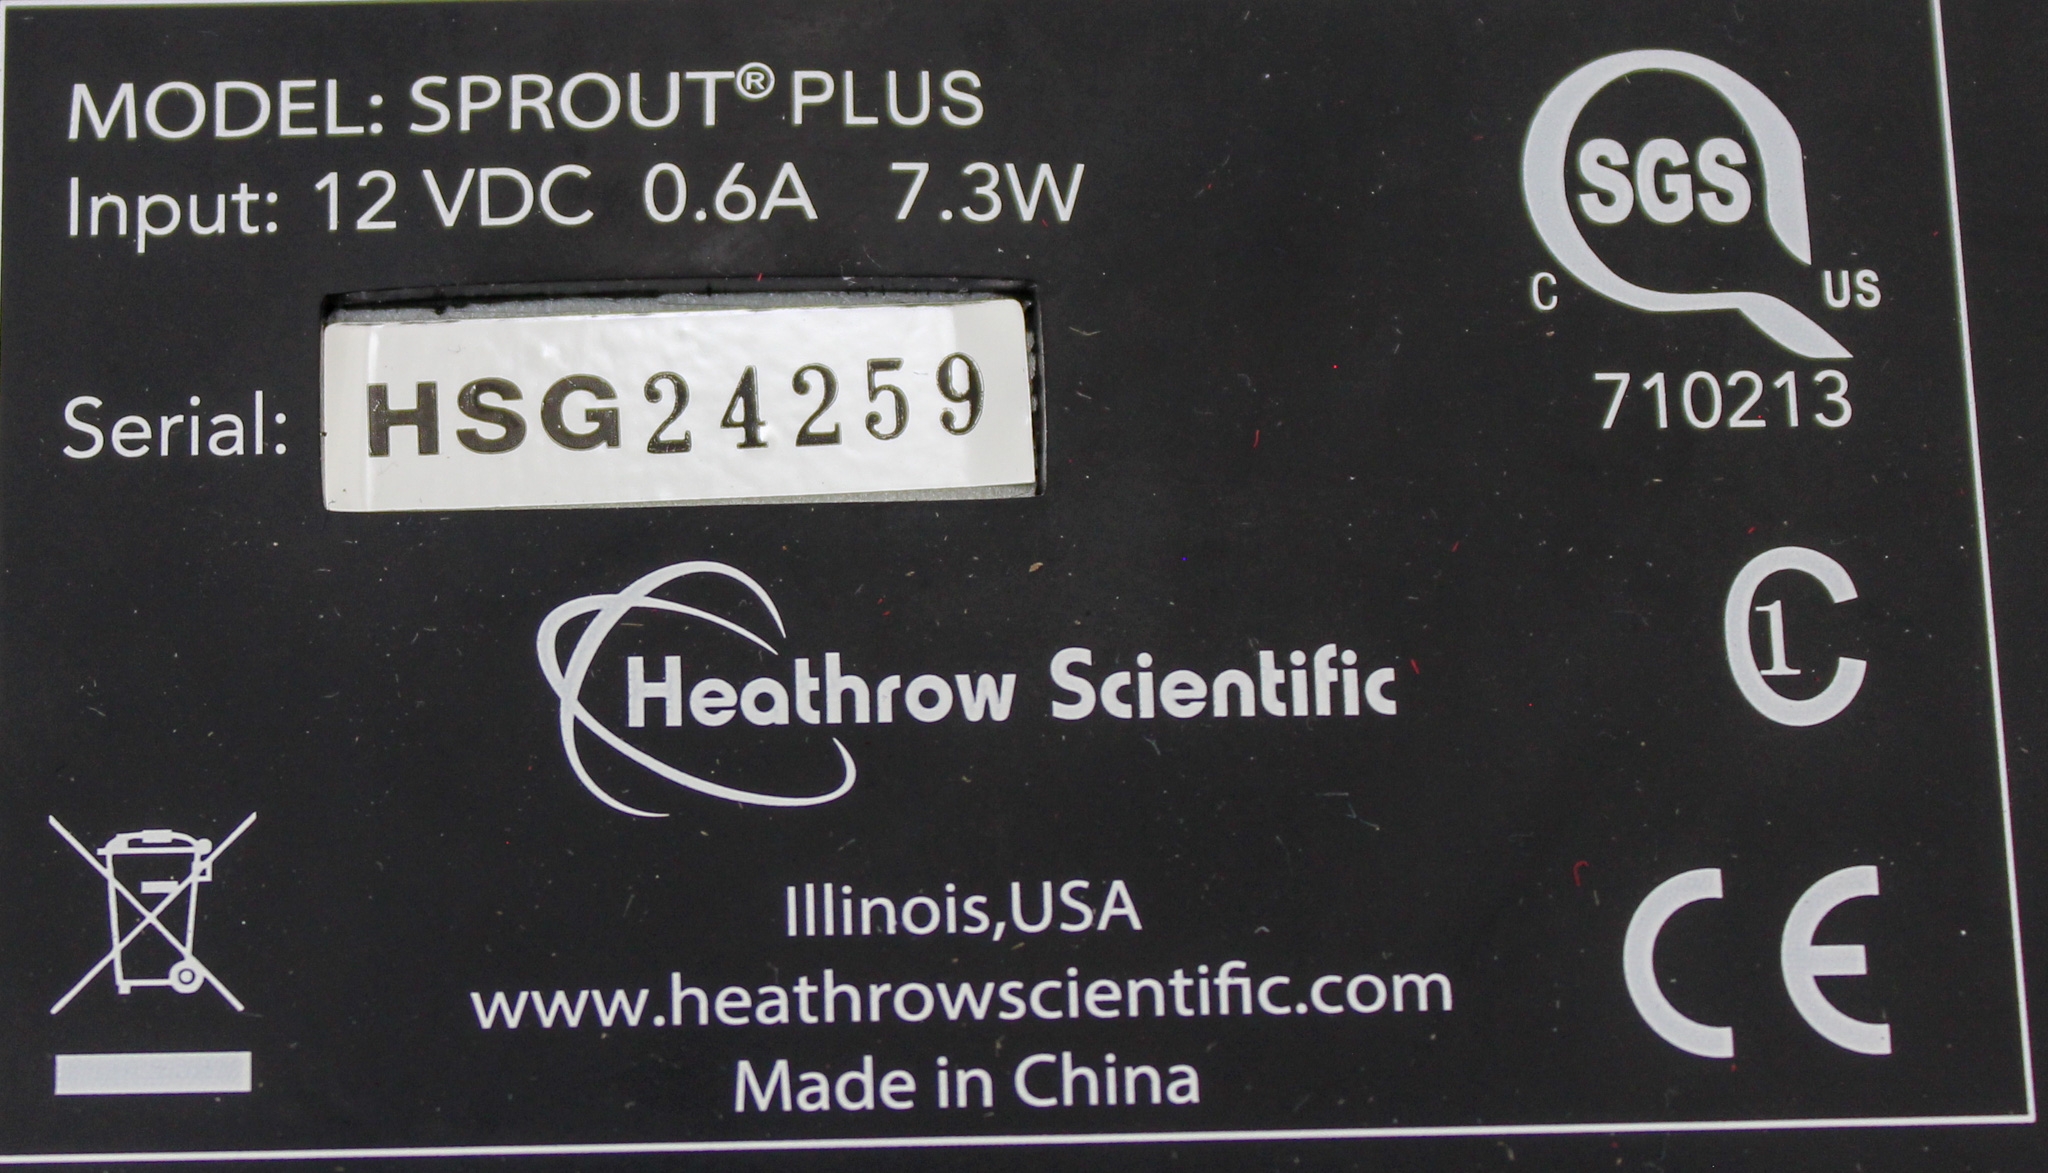 MODEL: SPROUT® PLUS
Input: 12 VDC 0.6A 7.3W
SGS
C US
710213
Serial: HSG24259
1
Heathrow Scientific
CE
Illinois,USA
www.heathrowscientific.com
Made in China